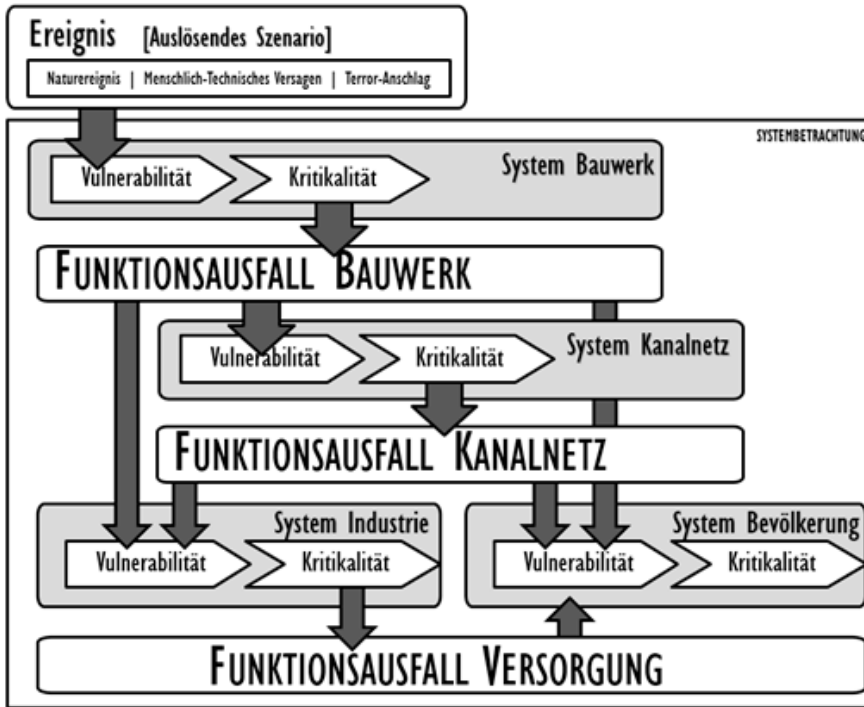 Ereignis [Auslösendes Szenario]
Naturereignis | Menschlich-Technisches Versagen | Terror-Anschlag
SYSTEMBETRACHTUNG
System Bauwerk
Vulnerabilität
Kritikalität
FUNKTIONSAUSFALL BAUWERK
System Kanalnetz
Vulnerabilität
Kritikalität
FUNKTIONSAUSFALL KANALNETZ
System Industrie
Vulnerabilität
Kritikalität
System Bevölkerung
Vulnerabilität
Kritikalität
FUNKTIONSAUSFALL VERSORGUNG